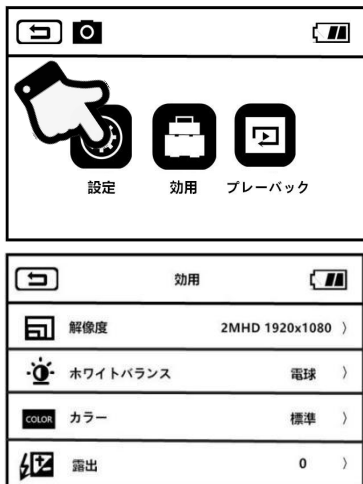 設定 効用 プレーバック
効用
解像度 2MHD 1920x1080 〉
ホワイトバランス 電球 〉
COLOR カラー 標準 〉
露出 0 〉